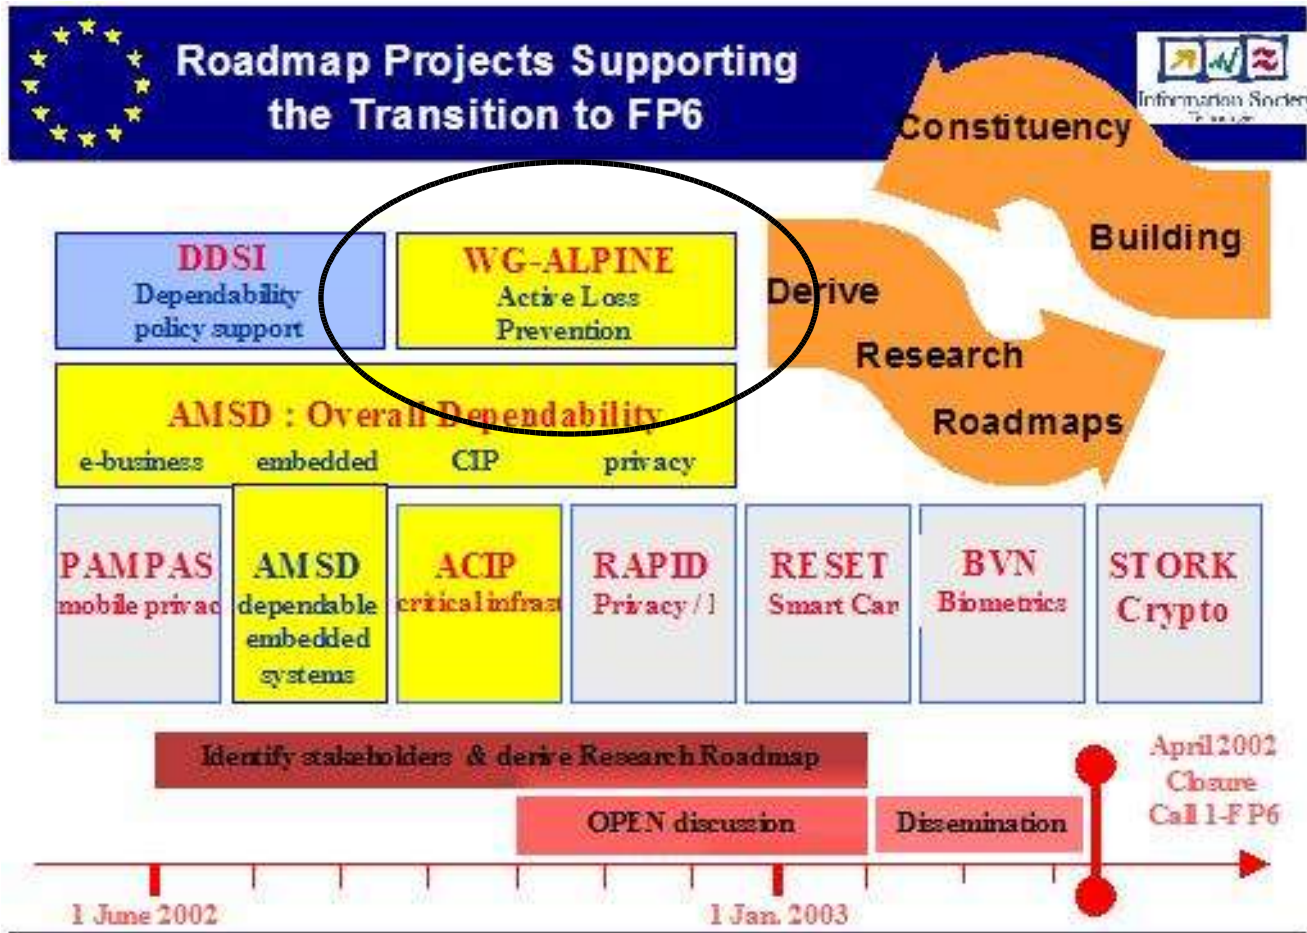 Roadmap Projects Supporting
the Transition to FP6
Information Societ
Constituency
Building
Derive
Research
Roadmaps
DDSI
Dependability
policy support
WG-ALPINE
Active Loss
Prevention
AMSD : Overall Dependability
e-business embedded CIP privacy
PAMPAS
mobile privac
AMSD
dependable
embedded
systems
ACIP
critical infrast
RAPID
Privacy / I
RESET
Smart Car
BVN
Biometrics
STORK
Crypto
Identify stakeholders & derive Research Roadmap
OPEN discussion
Dissemination
April 2002
Closure
Call 1-FP6
1 June 2002
1 Jan. 2003